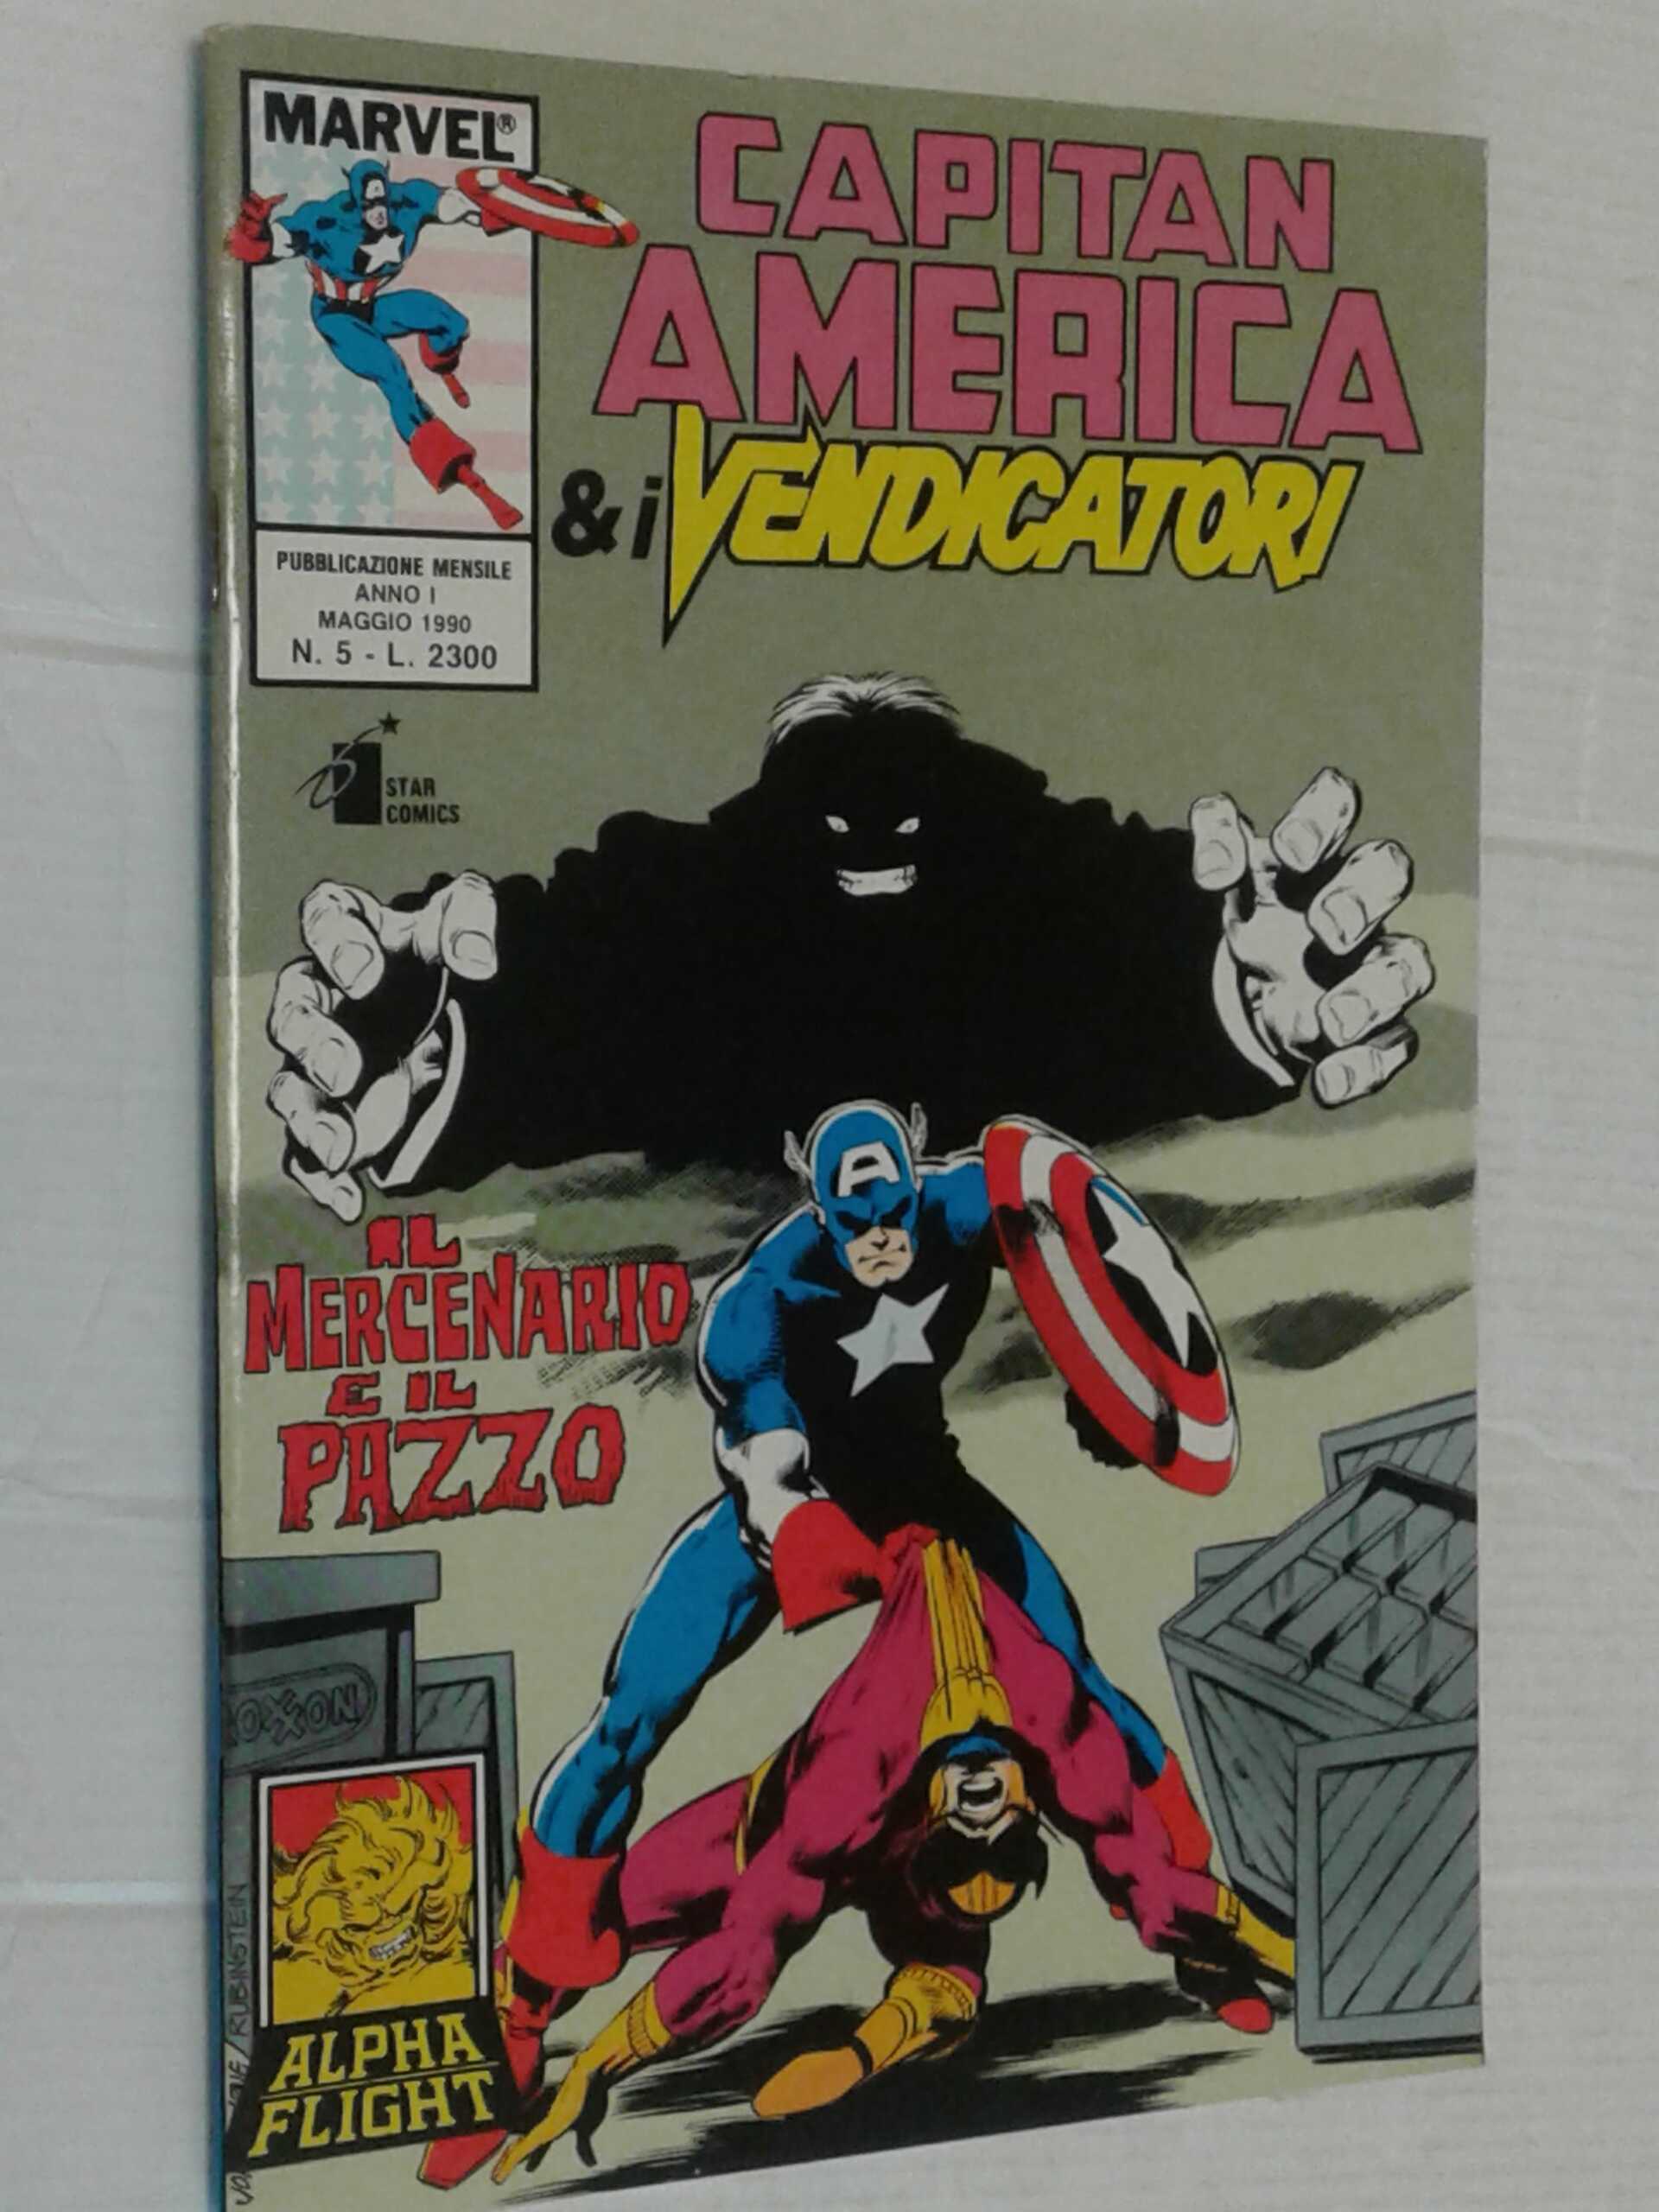 MARVEL®
CAPITAN
AMERICA
& i VENDICATORI
PUBBLICAZIONE MENSILE
ANNO I
MAGGIO 1990
N. 5 - L. 2300
STAR
COMICS
A
IL
MERCENARIO
E IL
PAZZO
ROXXON
ALPHA
FLIGHT
RUBINSTEIN